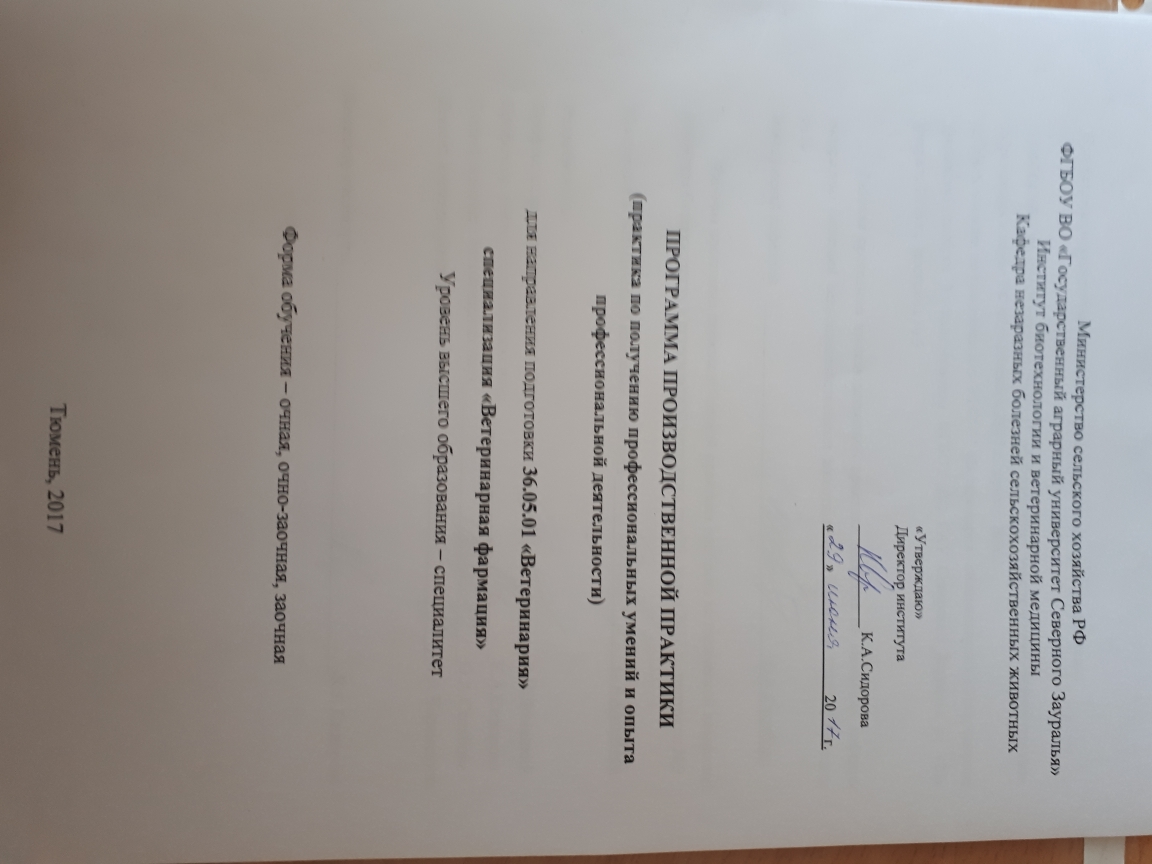 Министерство сельского хозяйства РФ
ФГБОУ ВО «Государственный аграрный университет Северного Зауралья»
Институт биотехнологии и ветеринарной медицины
Кафедра незаразных болезней сельскохозяйственных животных
«Утверждаю»
Директор института
К.А.Сидорова
«29» июня 2017г.
ПРОГРАММА ПРОИЗВОДСТВЕННОЙ ПРАКТИКИ
(практика по получению профессиональных умений и опыта
профессиональной деятельности)
для направления подготовки 36.05.01 «Ветеринария»
специализация «Ветеринарная фармация»
Уровень высшего образования – специалитет
Форма обучения – очная, очно-заочная, заочная
Тюмень, 2017